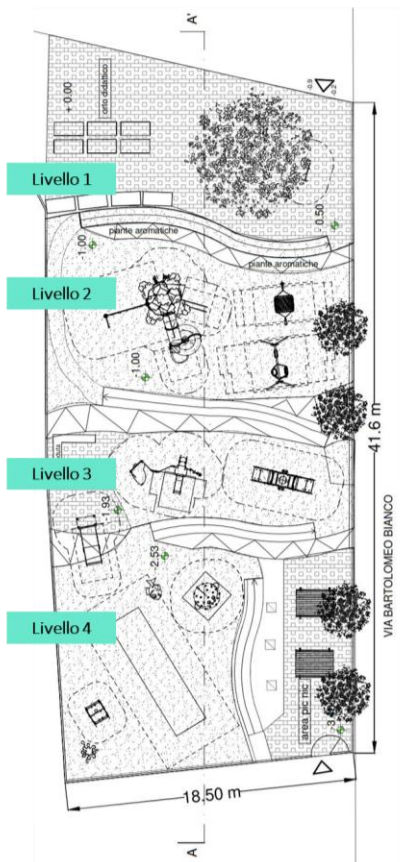 A'
+ 0.00
orto didattico
Livello 1
piante aromatiche
piante aromatiche
- 0.50
-1.00
Livello 2
-1.00
41.6 m
VIA BARTOLOMEO BIANCO
Livello 3
-1.93
-2.53
Livello 4
area pic nic
18.50 m
A